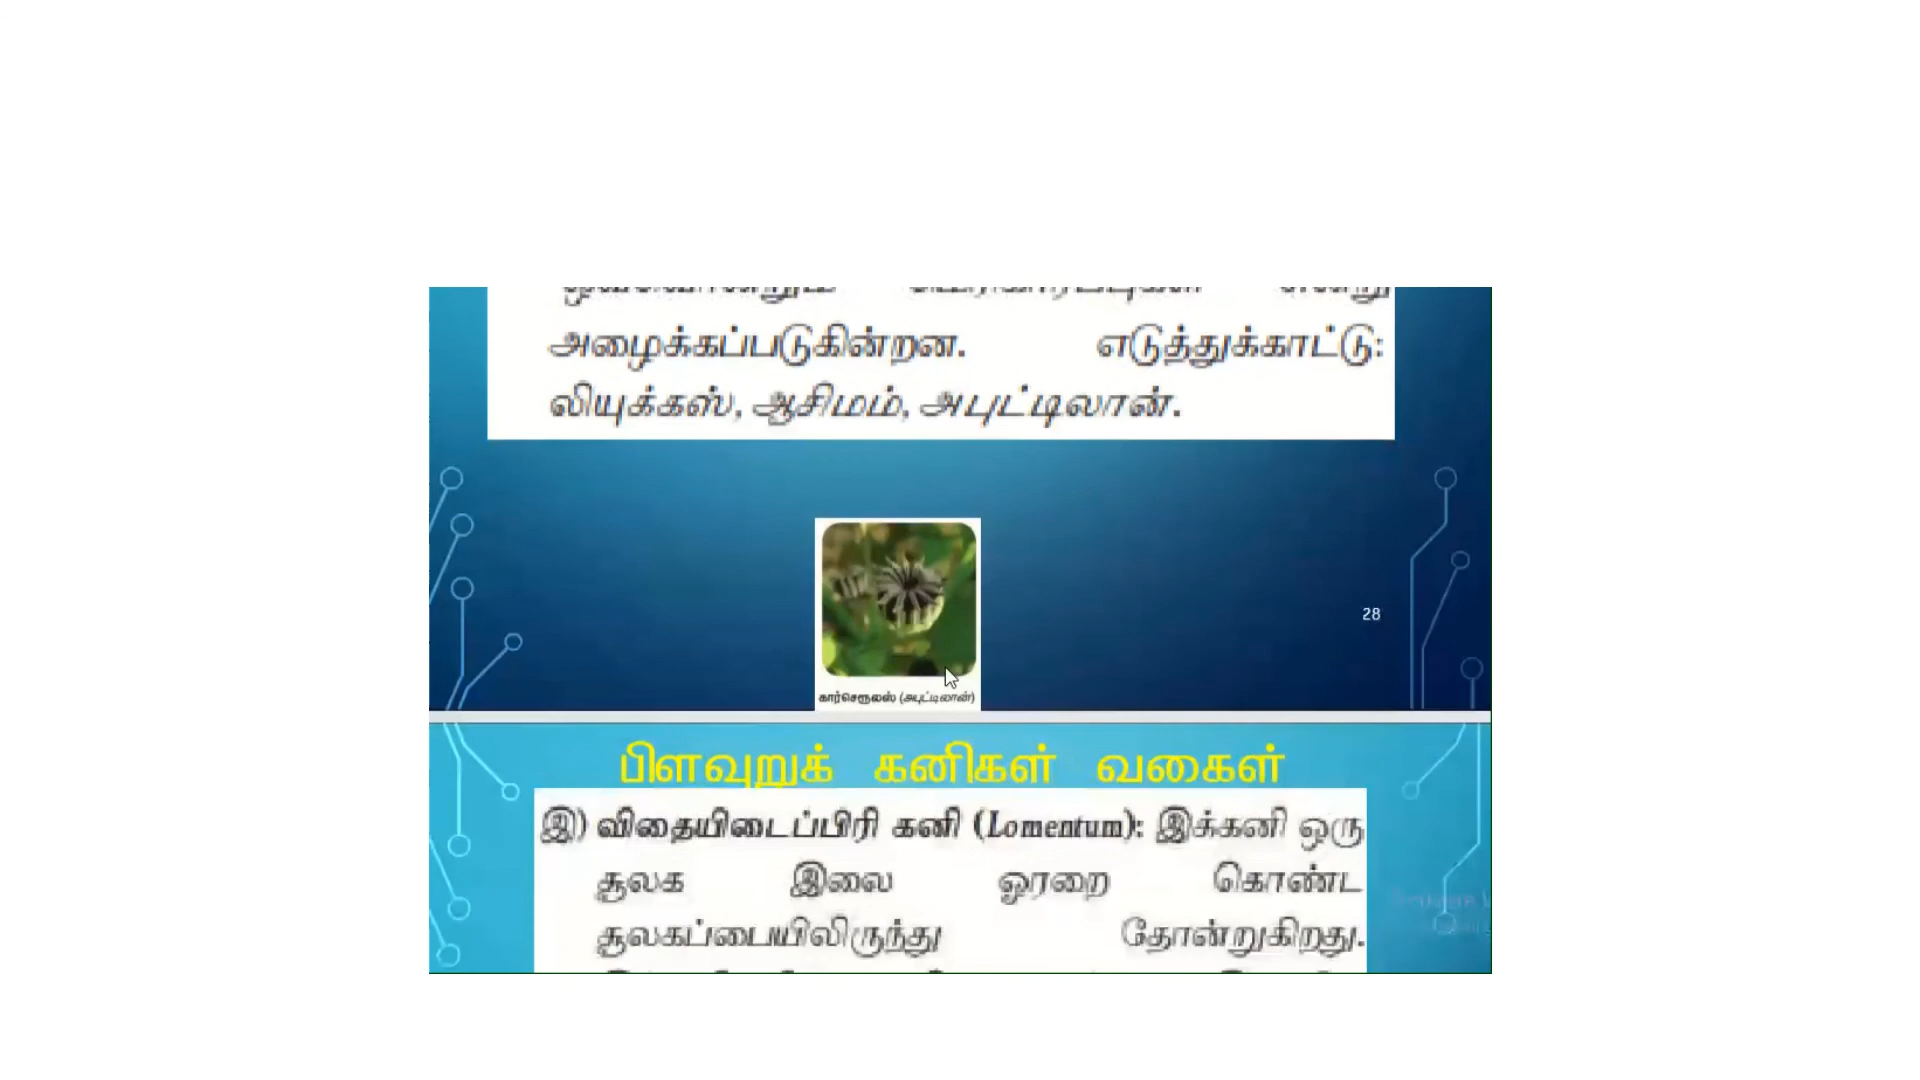 அழைக்கப்படுகின்றன. எடுத்துக்காட்டு:
லியுக்கஸ், ஆசிமம், அபுட்டிலான்.
28
கார்செரூலஸ் (அபுட்டிலான்)
பிளவுறுக் கனிகள் வகைகள்
இ) விதையிடைப்பிரி கனி (Lomentum): இக்கனி ஒரு
சூலக இலை ஓரறை கொண்ட
சூலகப்பையிலிருந்து தோன்றுகிறது.